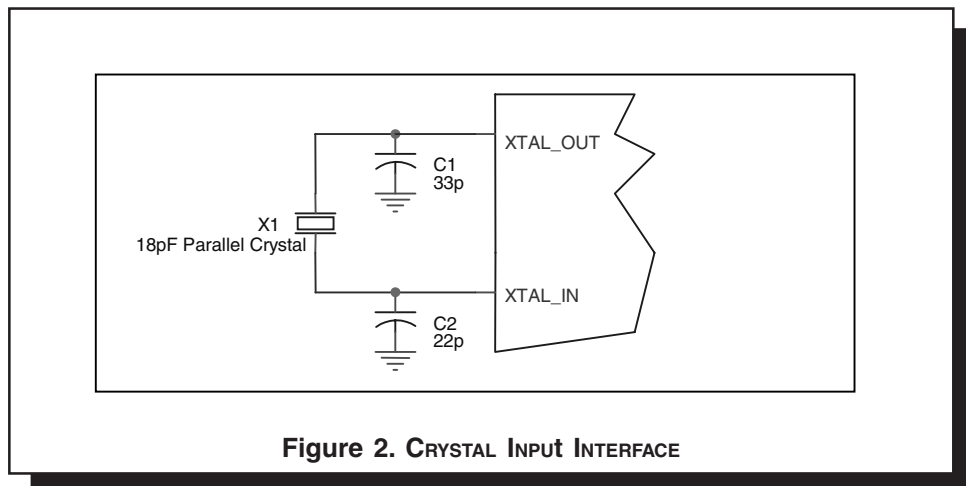 XTAL_OUT
C1
33p
X1
18pF Parallel Crystal
XTAL_IN
C2
22p
Figure 2. CRYSTAL INPUt INTERFACE